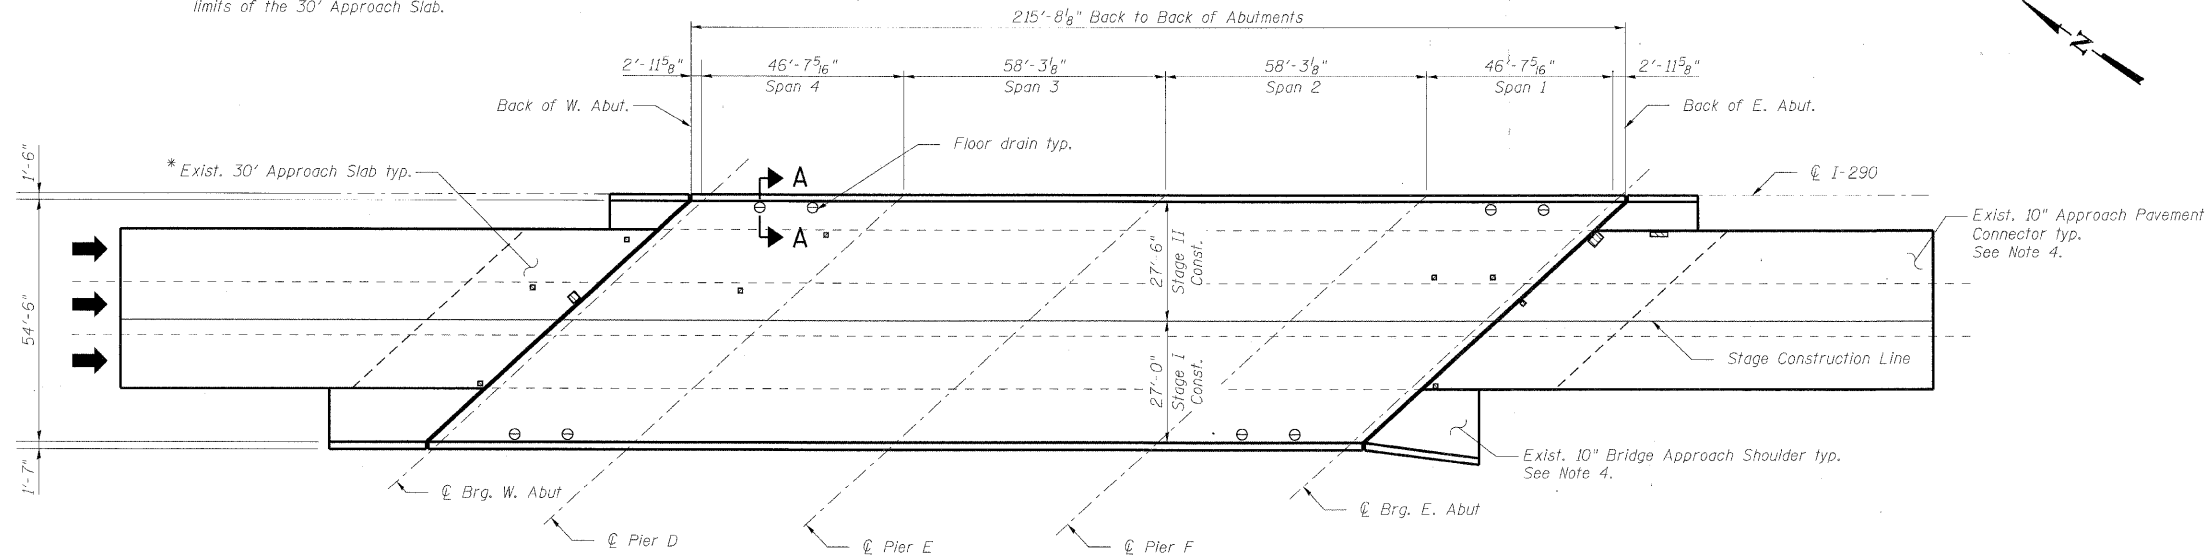 limits of the 30' Approach Slab.
215'-8 1/8" Back to Back of Abutments
N
2'-11 5/8"
46'-7 5/16"
58'-3 1/8"
58'-3 1/8"
46'-7 5/16"
2'-11 5/8"
Span 4
Span 3
Span 2
Span 1
Back of W. Abut.
Back of E. Abut.
1'-6"
* Exist. 30' Approach Slab typ.
A
Floor drain typ.
℄ I-290
A
Exist. 10" Approach Pavement
Connector typ.
See Note 4.
27'-6"
Stage II
Const.
54'-6"
27'-0"
Stage I
Const.
Stage Construction Line
1'-7"
Exist. 10" Bridge Approach Shoulder typ.
See Note 4.
℄ Brg. W. Abut
℄ Brg. E. Abut
℄ Pier D
℄ Pier E
℄ Pier F